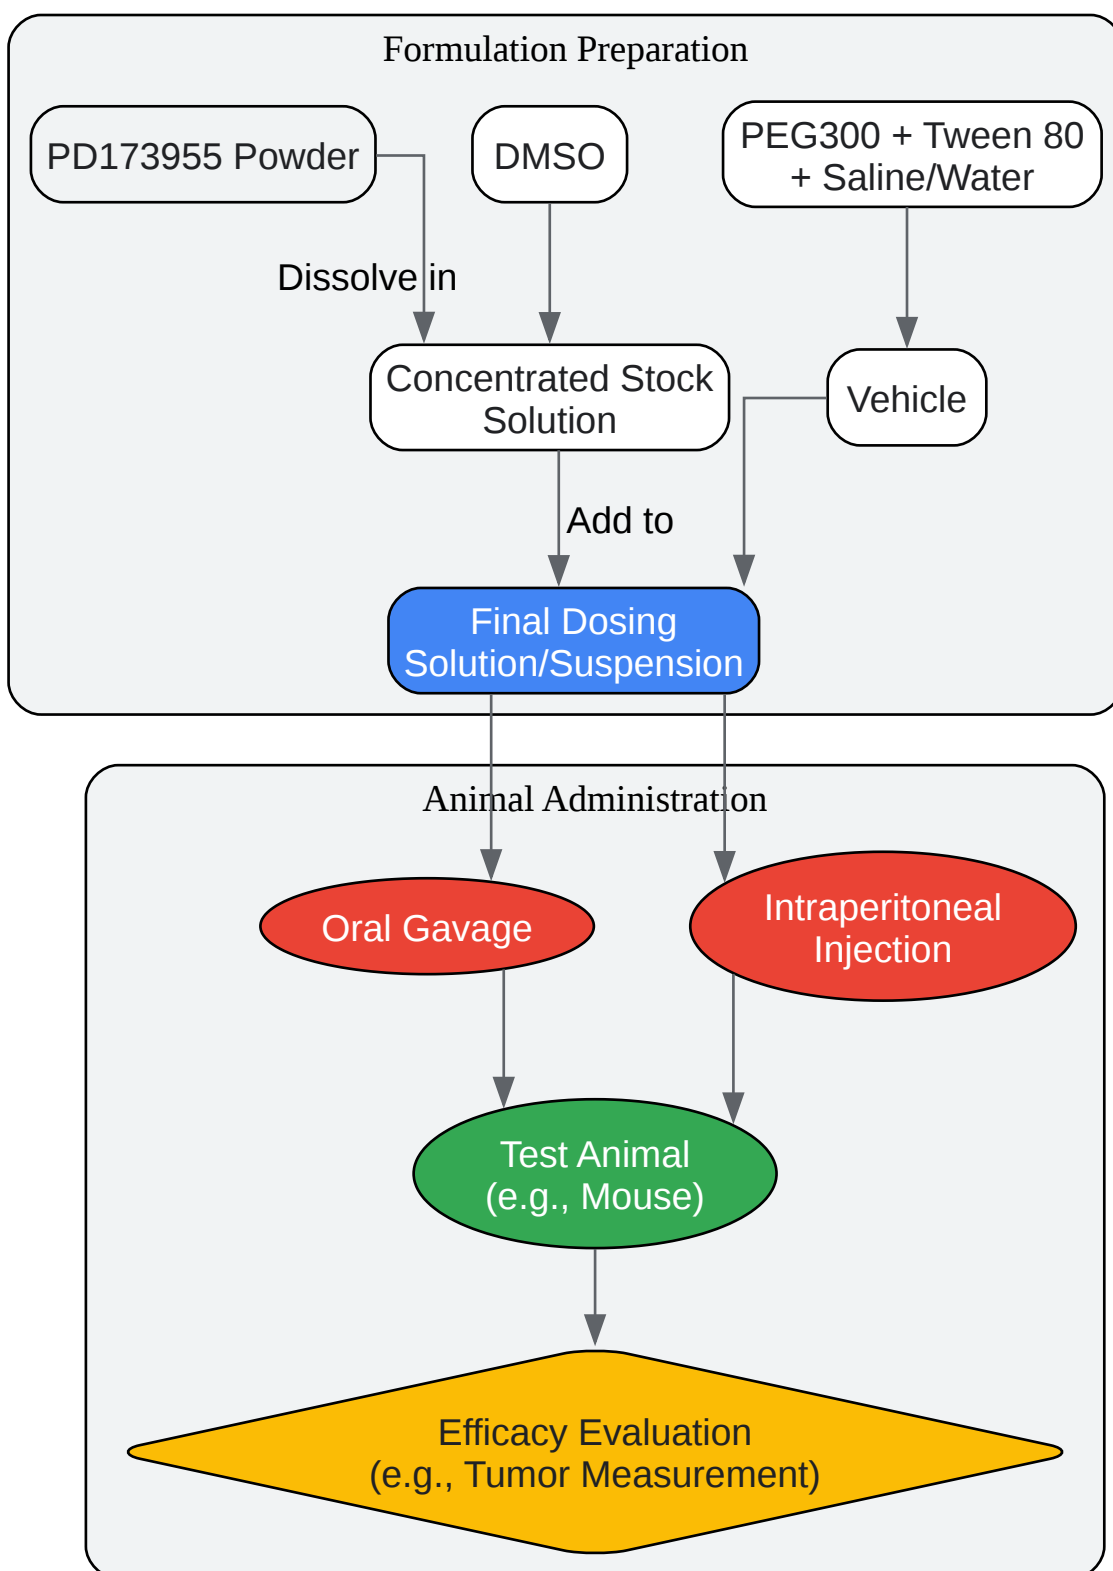 Formulation Preparation
PD173955 Powder
DMSO
PEG300 + Tween 80
+ Saline/Water
Dissolve in
Concentrated Stock
Solution
Vehicle
Add to
Final Dosing
Solution/Suspension
Animal Administration
Oral Gavage
Intraperitoneal
Injection
Test Animal
(e.g., Mouse)
Efficacy Evaluation
(e.g., Tumor Measurement)